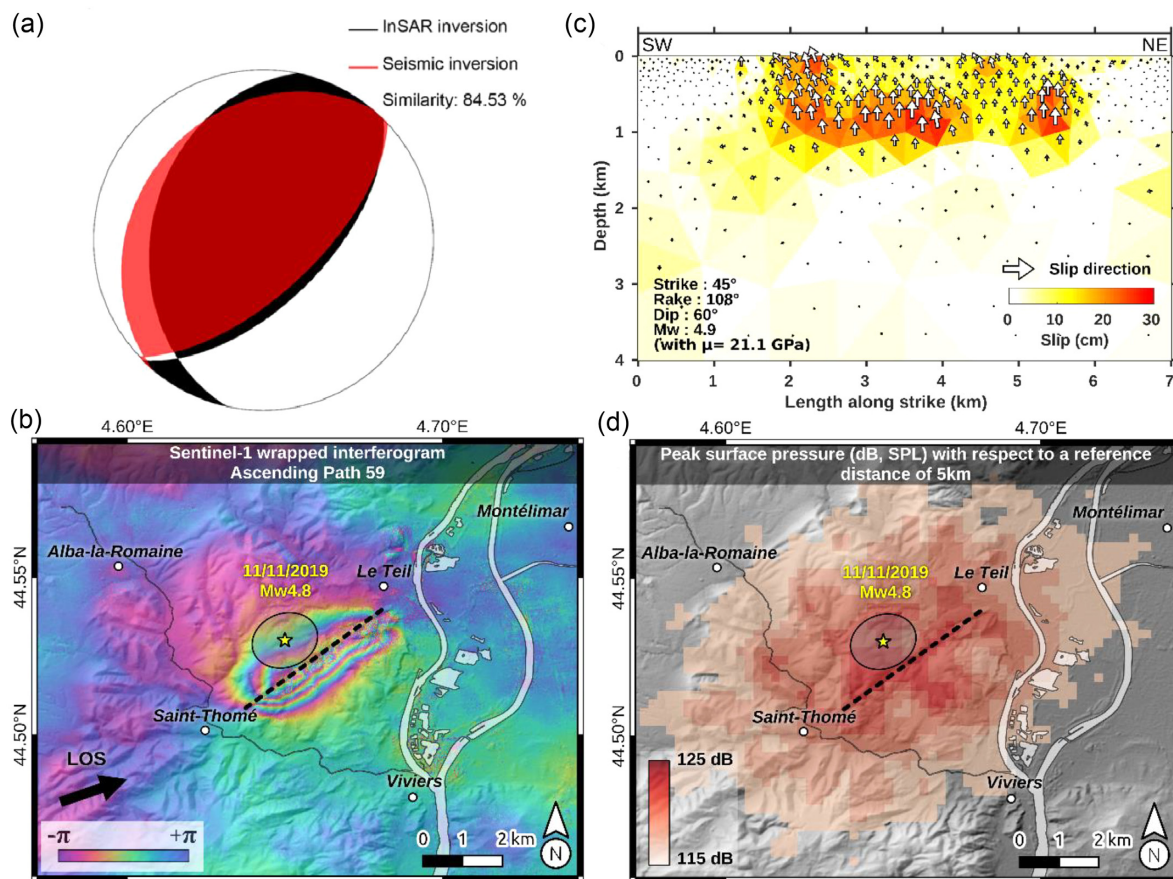 (a)
InSAR inversion
Seismic inversion
Similarity: 84.53 %
(c)
SW
NE
0
1
2
3
4
Depth (km)
Strike : 45°
Rake : 108°
Dip : 60°
Mw : 4.9
(with μ= 21.1 GPa)
Slip direction
0 10 20 30
Slip (cm)
0 1 2 3 4 5 6 7
Length along strike (km)
(b)
4.60°E 4.70°E
Sentinel-1 wrapped interferogram
Ascending Path 59
Montélimar
Alba-la-Romaine
44.55°N
11/11/2019
Mw4.8
Le Teil
Saint-Thomé
44.50°N
LOS
Viviers
-π +π
0 1 2 km
N
(d)
4.60°E 4.70°E
Peak surface pressure (dB, SPL) with respect to a reference
distance of 5km
Montélimar
Alba-la-Romaine
44.55°N
11/11/2019
Mw4.8
Le Teil
Saint-Thomé
44.50°N
125 dB
Viviers
115 dB
0 1 2 km
N